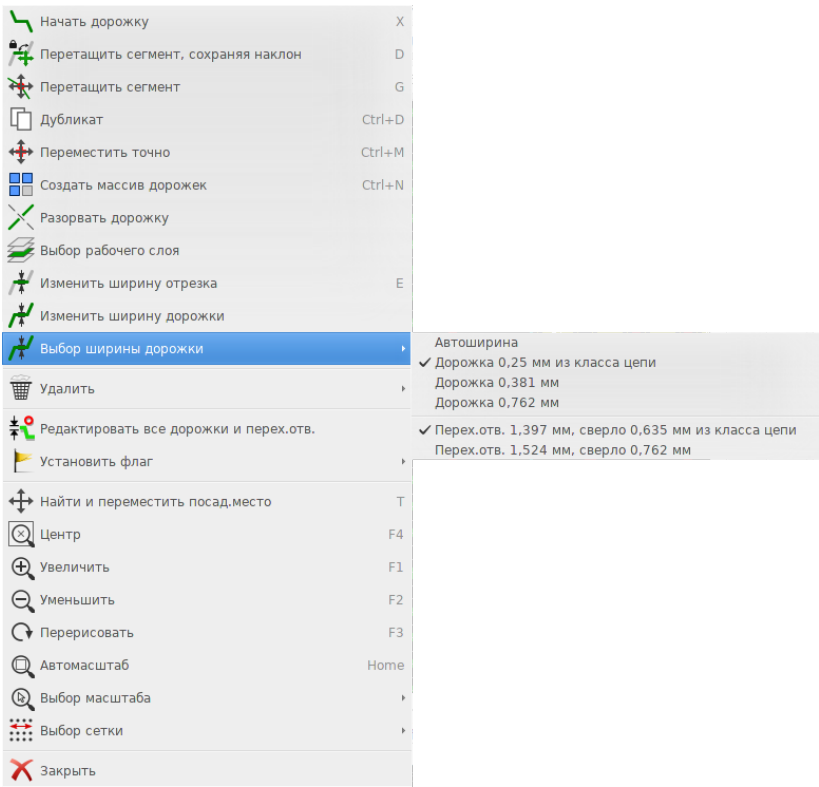 Начать дорожку X
Перетащить сегмент, сохраняя наклон D
Перетащить сегмент G
Дубликат Ctrl+D
Переместить точно Ctrl+M
Создать массив дорожек Ctrl+N
Разорвать дорожку
Выбор рабочего слоя
Изменить ширину отрезка E
Изменить ширину дорожки
Выбор ширины дорожки
Автоширина
Дорожка 0,25 мм из класса цепи
Дорожка 0,381 мм
Дорожка 0,762 мм
Перех.отв. 1,397 мм, сверло 0,635 мм из класса цепи
Перех.отв. 1,524 мм, сверло 0,762 мм
Удалить
Редактировать все дорожки и перех.отв.
Установить флаг
Найти и переместить посад.место T
Центр F4
Увеличить F1
Уменьшить F2
Перерисовать F3
Автомасштаб Home
Выбор масштаба
Выбор сетки
Закрыть